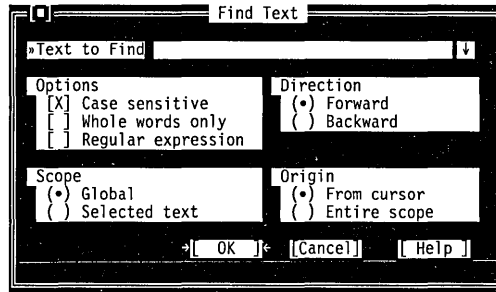 Find Text
»Text to Find ↓
Options
[X] Case sensitive
[ ] Whole words only
[ ] Regular expression
Direction
(•) Forward
( ) Backward
Scope
(•) Global
( ) Selected text
Origin
(•) From cursor
( ) Entire scope
→[ OK ]← [Cancel] [ Help ]